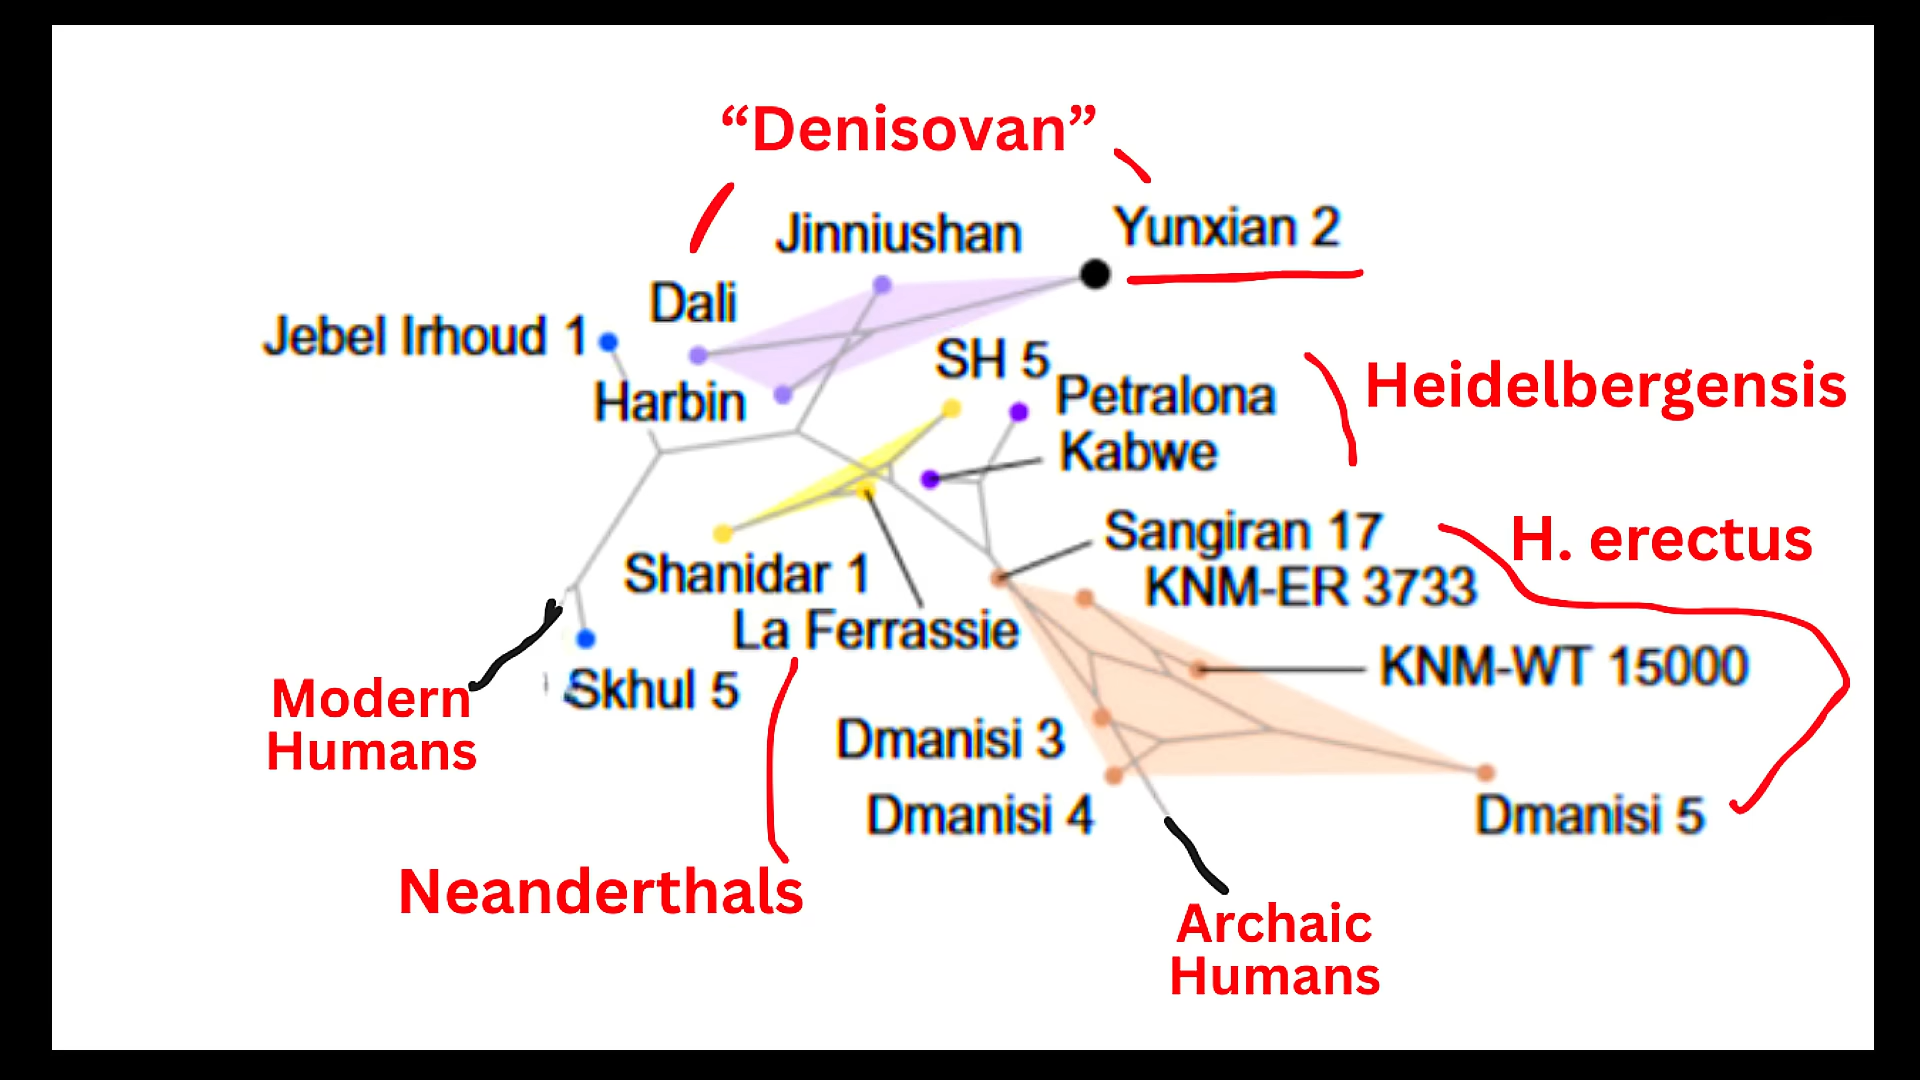 “Denisovan”
Jinniushan
Yunxian 2
Dali
Jebel Irhoud 1
Harbin
SH 5
Petralona
Kabwe
Heidelbergensis
Sangiran 17
H. erectus
KNM-ER 3733
Shanidar 1
La Ferrassie
KNM-WT 15000
Skhul 5
Modern
Humans
Dmanisi 3
Dmanisi 4
Dmanisi 5
Neanderthals
Archaic
Humans